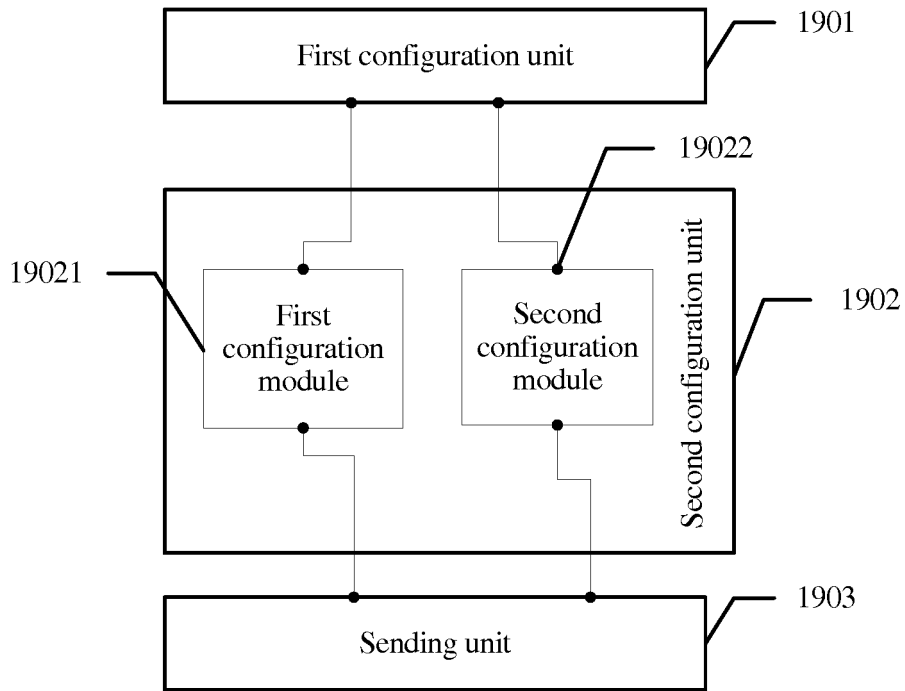 1901
First configuration unit
19022
19021
First
configuration
module
Second
configuration
module
Second configuration unit
1902
1903
Sending unit